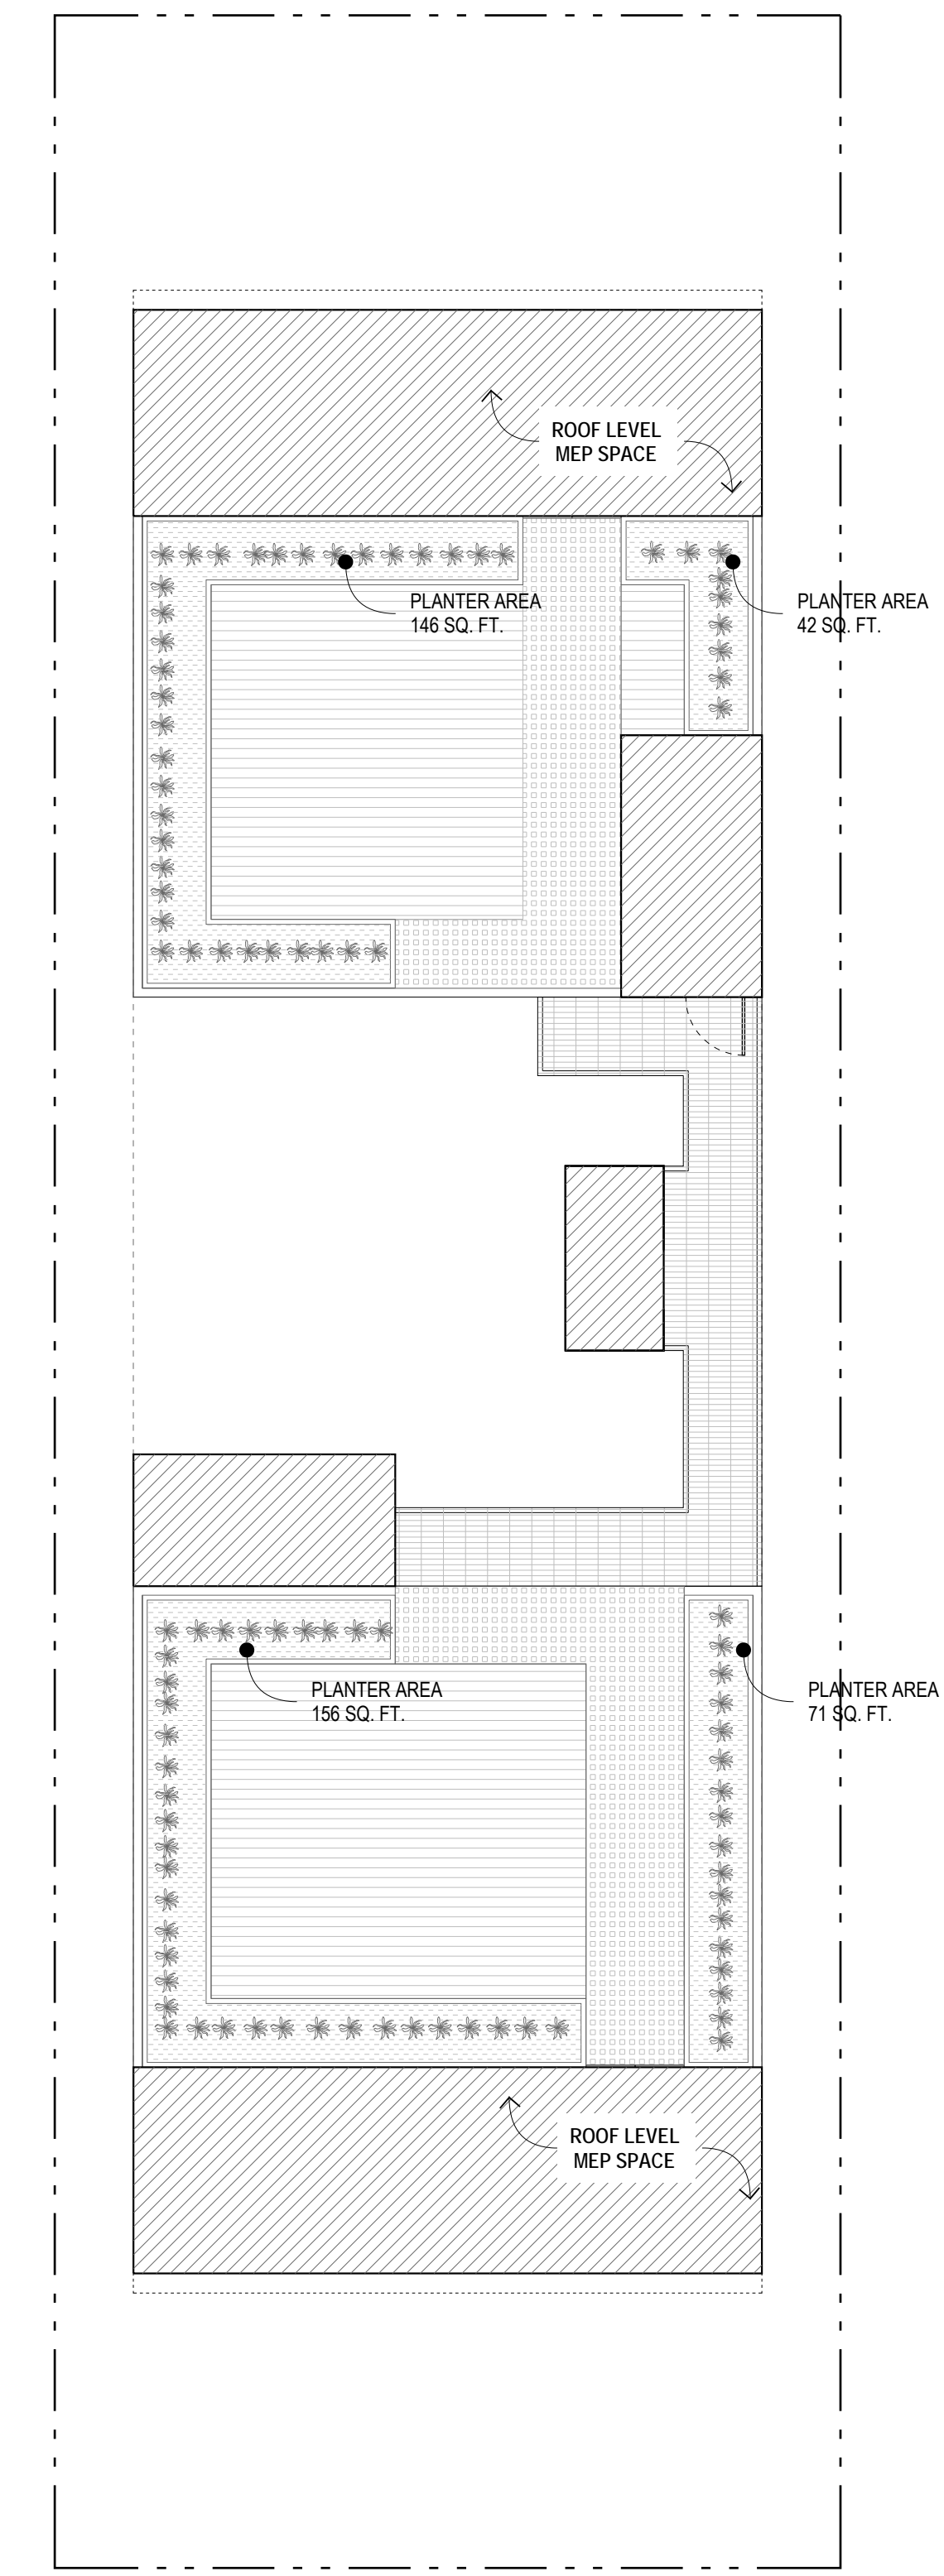 ROOF LEVEL
MEP SPACE
PLANTER AREA
146 SQ. FT.
PLANTER AREA
42 SQ. FT.
PLANTER AREA
156 SQ. FT.
PLANTER AREA
71 SQ. FT.
ROOF LEVEL
MEP SPACE